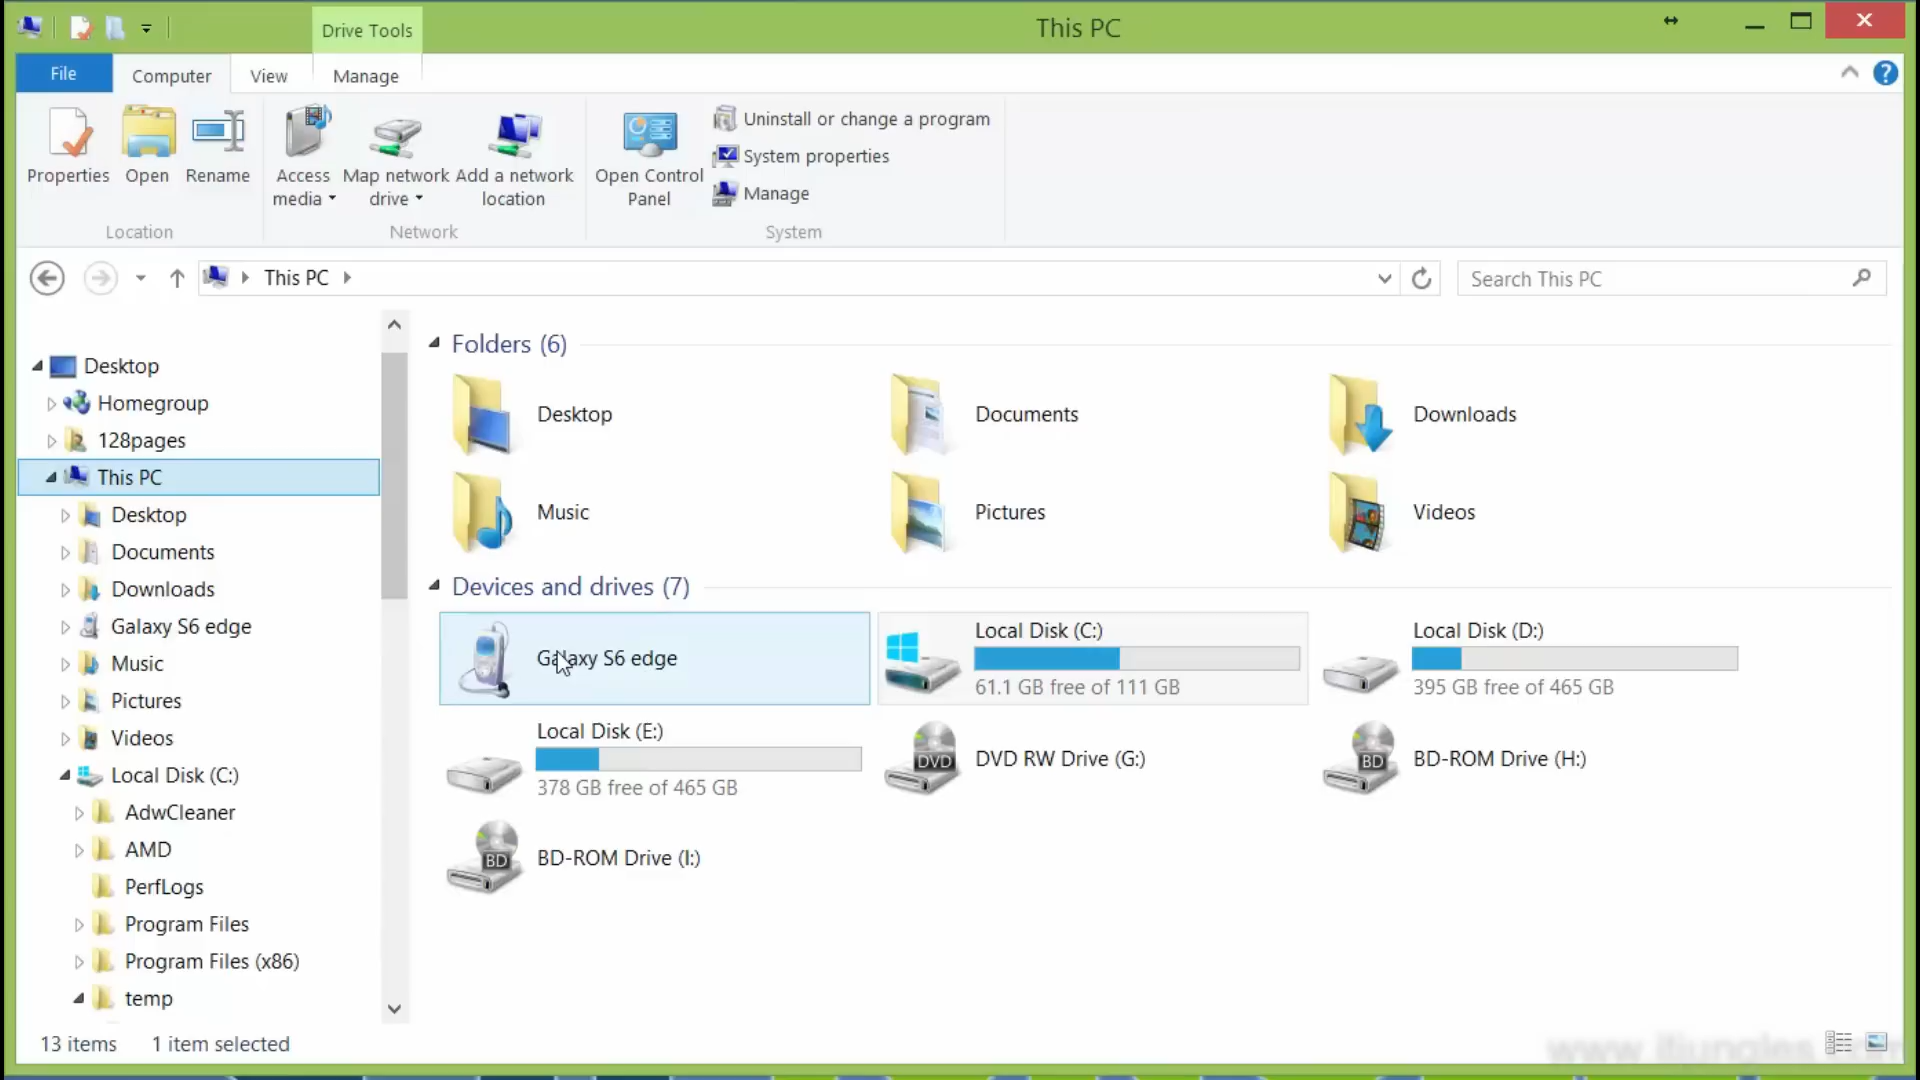 Drive Tools
This PC
File
Computer
View
Manage
Properties
Open
Rename
Access media
Map network drive
Add a network location
Open Control Panel
Uninstall or change a program
System properties
Manage
Location
Network
System
This PC
Search This PC
Desktop
Homegroup
128pages
This PC
Desktop
Documents
Downloads
Galaxy S6 edge
Music
Pictures
Videos
Local Disk (C:)
AdwCleaner
AMD
PerfLogs
Program Files
Program Files (x86)
temp
Folders (6)
Desktop
Documents
Downloads
Music
Pictures
Videos
Devices and drives (7)
Galaxy S6 edge
Local Disk (C:)
61.1 GB free of 111 GB
Local Disk (D:)
395 GB free of 465 GB
Local Disk (E:)
378 GB free of 465 GB
DVD
DVD RW Drive (G:)
BD
BD-ROM Drive (H:)
BD
BD-ROM Drive (I:)
13 items
1 item selected